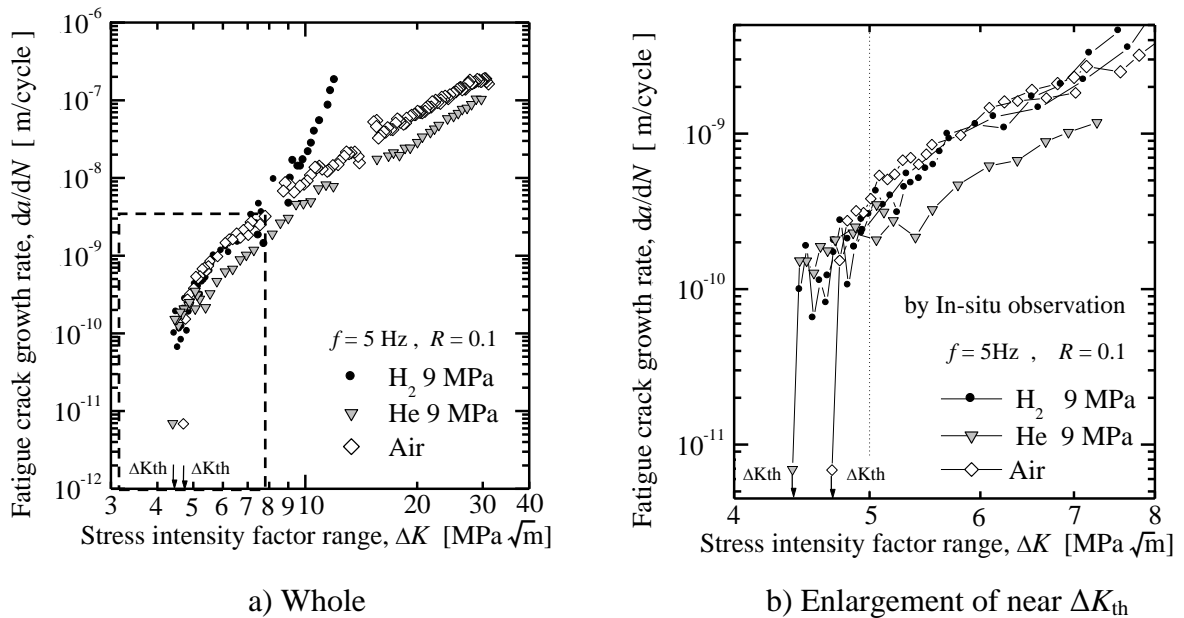 Fatigue crack growth rate, da/dN [ m/cycle]
10⁻⁶
10⁻⁷
10⁻⁸
10⁻⁹
10⁻¹⁰
10⁻¹¹
10⁻¹²
3 4 5 6 7 8 9 10 20 30 40
f = 5 Hz , R = 0.1
H₂ 9 MPa
He 9 MPa
Air
ΔKth ΔKth
Stress intensity factor range, ΔK [MPa √m]
a) Whole
Fatigue crack growth rate, da/dN [ m/cycle]
10⁻⁹
10⁻¹⁰
10⁻¹¹
4 5 6 7 8
by In-situ observation
f = 5Hz , R = 0.1
H₂ 9 MPa
He 9 MPa
Air
ΔKth ΔKth
Stress intensity factor range, ΔK [MPa √m]
b) Enlargement of near ΔKth